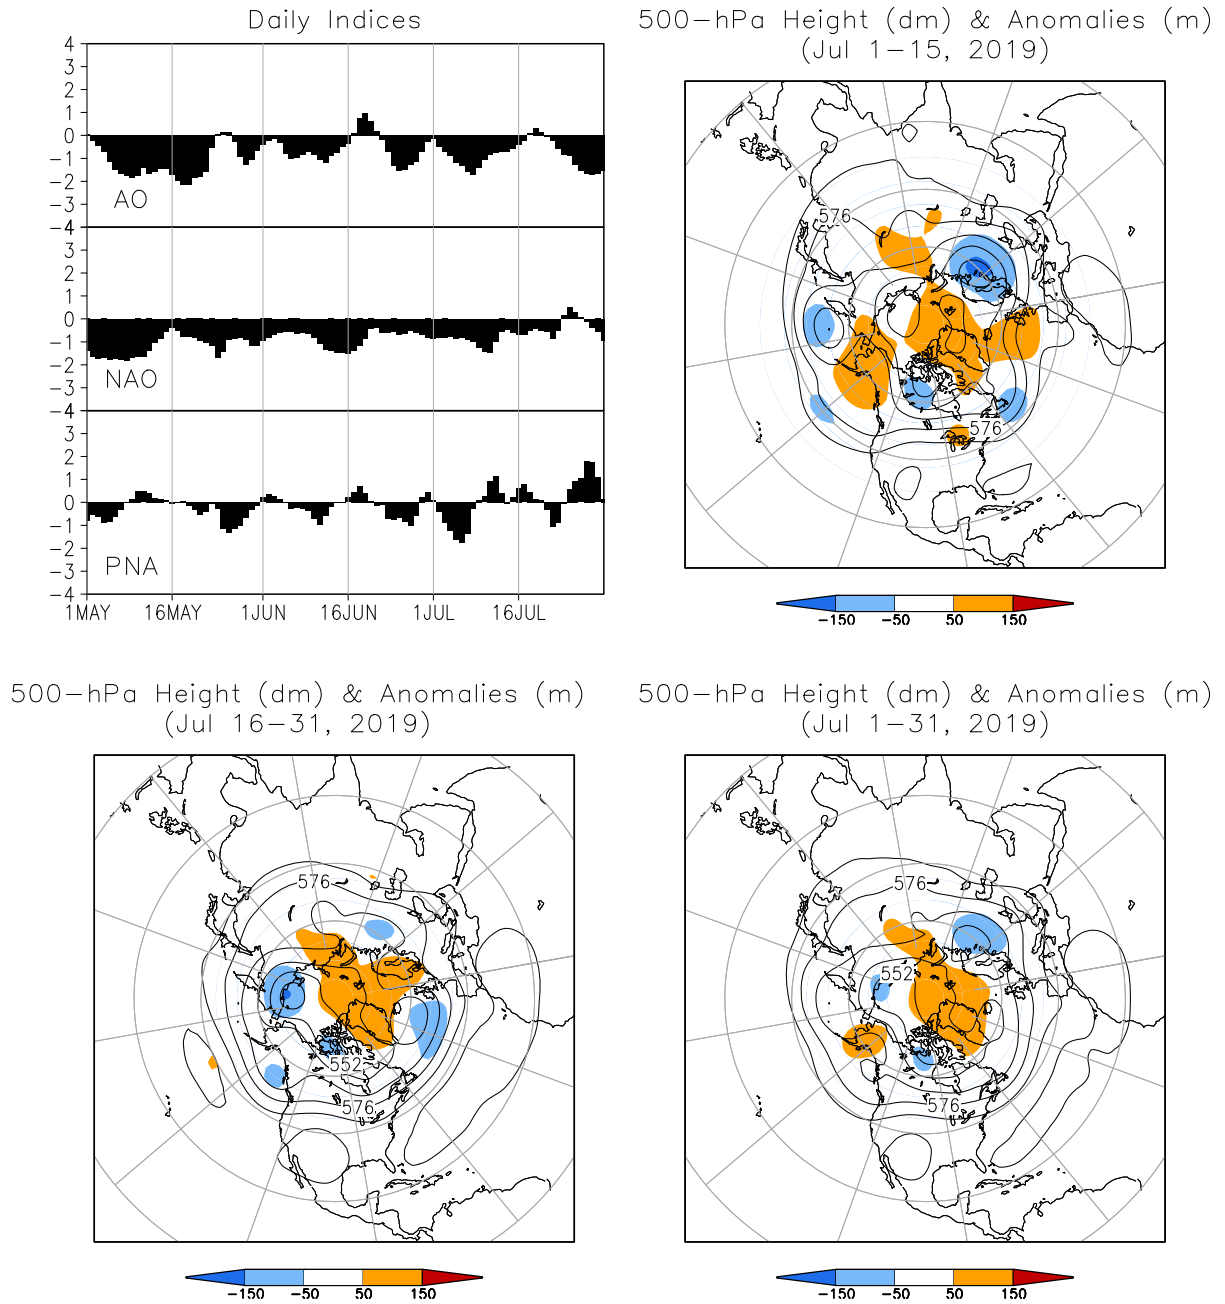 Daily Indices
4
3
2
1
0
−1
−2
−3
−4
AO
3
2
1
0
−1
−2
−3
−4
NAO
3
2
1
0
−1
−2
−3
−4
PNA
1MAY 16MAY 1JUN 16JUN 1JUL 16JUL
500−hPa Height (dm) & Anomalies (m)
(Jul 1−15, 2019)
576
576
−150 −50 50 150
500−hPa Height (dm) & Anomalies (m)
(Jul 16−31, 2019)
576
552
576
−150 −50 50 150
500−hPa Height (dm) & Anomalies (m)
(Jul 1−31, 2019)
576
552
576
−150 −50 50 150